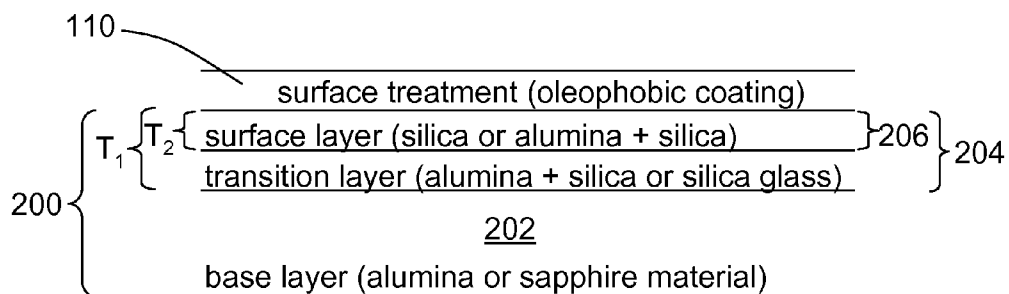 110
surface treatment (oleophobic coating)
T1 T2 surface layer (silica or alumina + silica) 206 204
transition layer (alumina + silica or silica glass)
200
202
base layer (alumina or sapphire material)